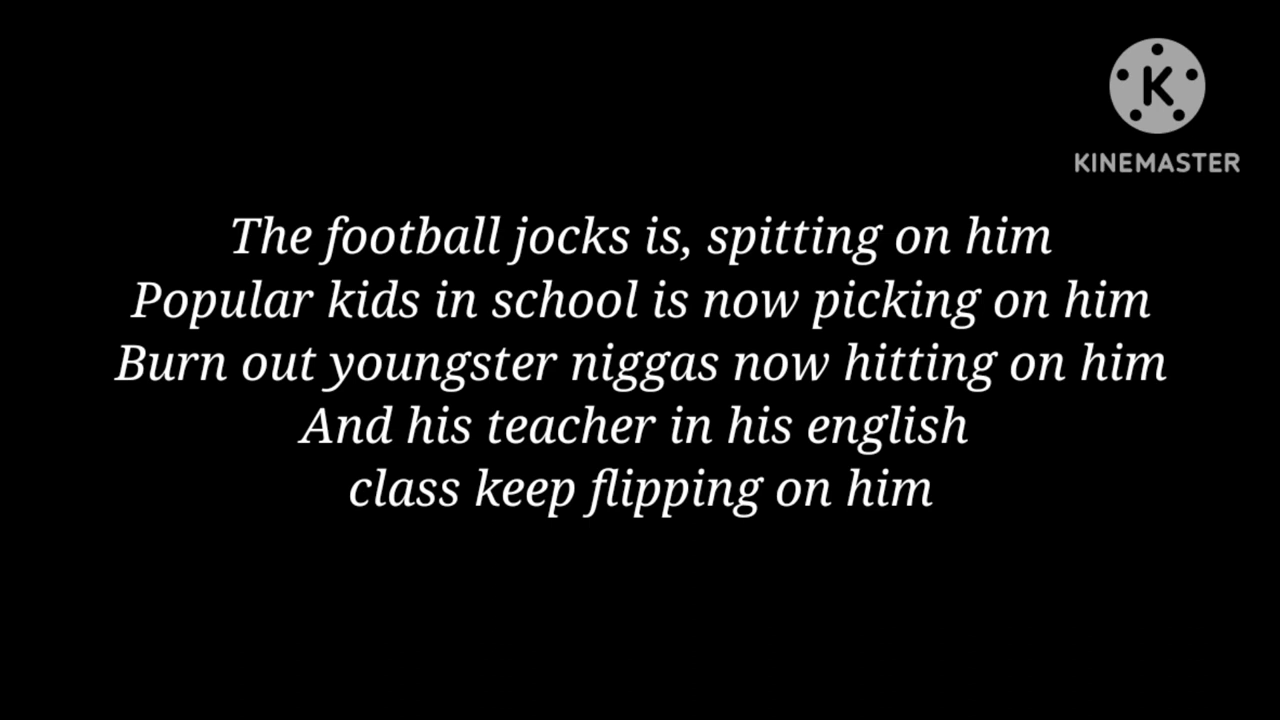 KINEMASTER
The football jocks is, spitting on him
Popular kids in school is now picking on him
Burn out youngster niggas now hitting on him
And his teacher in his english
class keep flipping on him